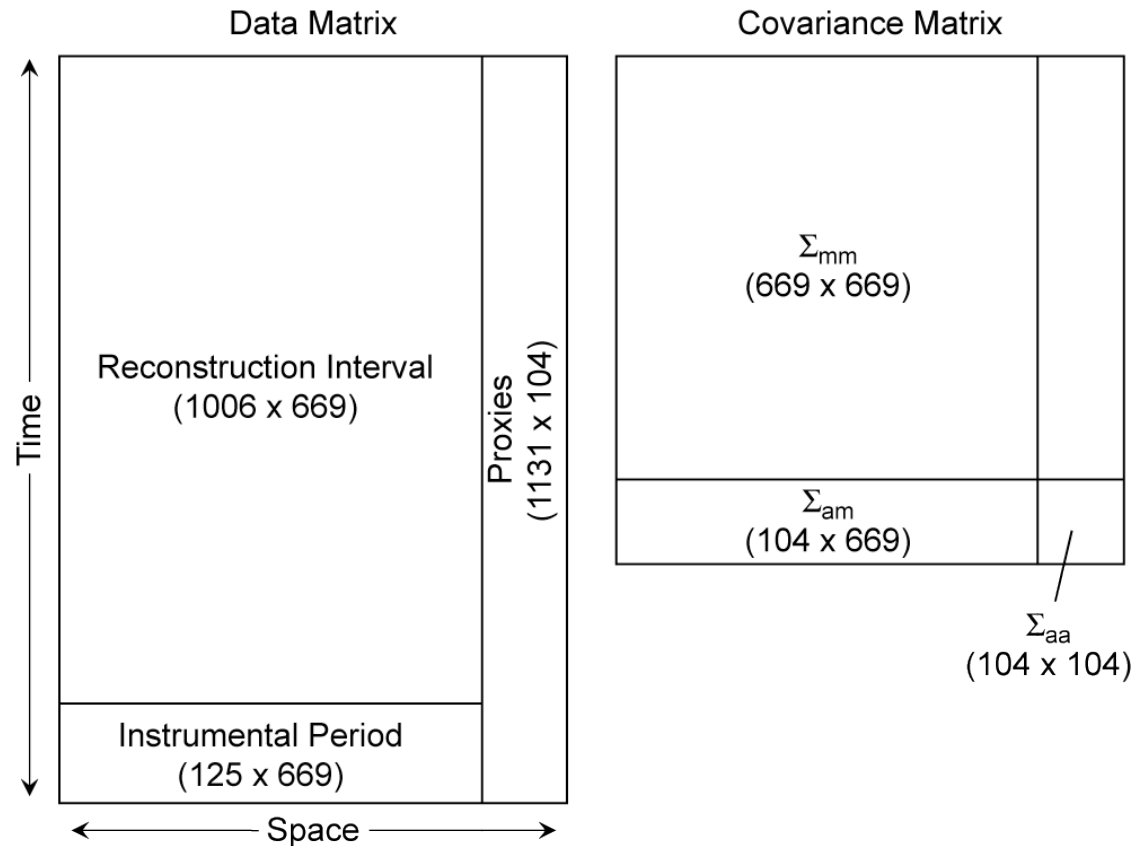 Data Matrix
Time
Reconstruction Interval
(1006 x 669)
Proxies
(1131 x 104)
Instrumental Period
(125 x 669)
Space
Covariance Matrix
Σmm
(669 x 669)
Σam
(104 x 669)
Σaa
(104 x 104)